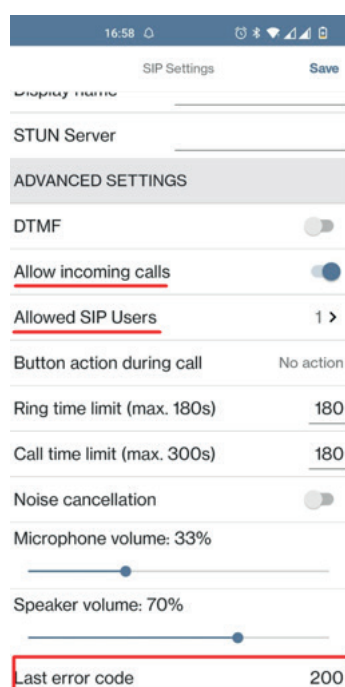 16:58
SIP Settings Save
Display name
STUN Server
ADVANCED SETTINGS
DTMF
Allow incoming calls
Allowed SIP Users 1 >
Button action during call No action
Ring time limit (max. 180s) 180
Call time limit (max. 300s) 180
Noise cancellation
Microphone volume: 33%
Speaker volume: 70%
Last error code 200